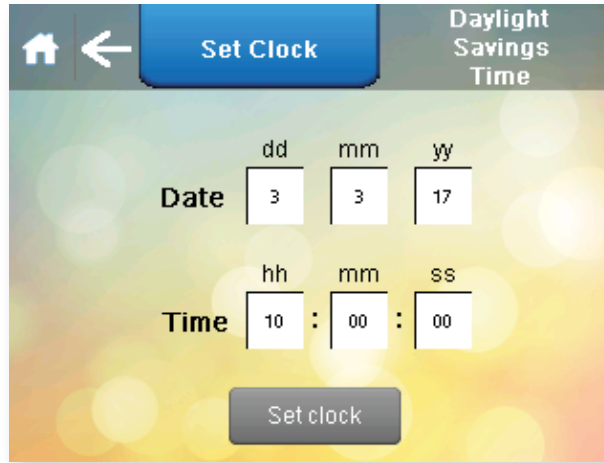 Set Clock
Daylight
Savings
Time
dd mm yy
Date 3 3 17
hh mm ss
Time 10 : 00 : 00
Set clock